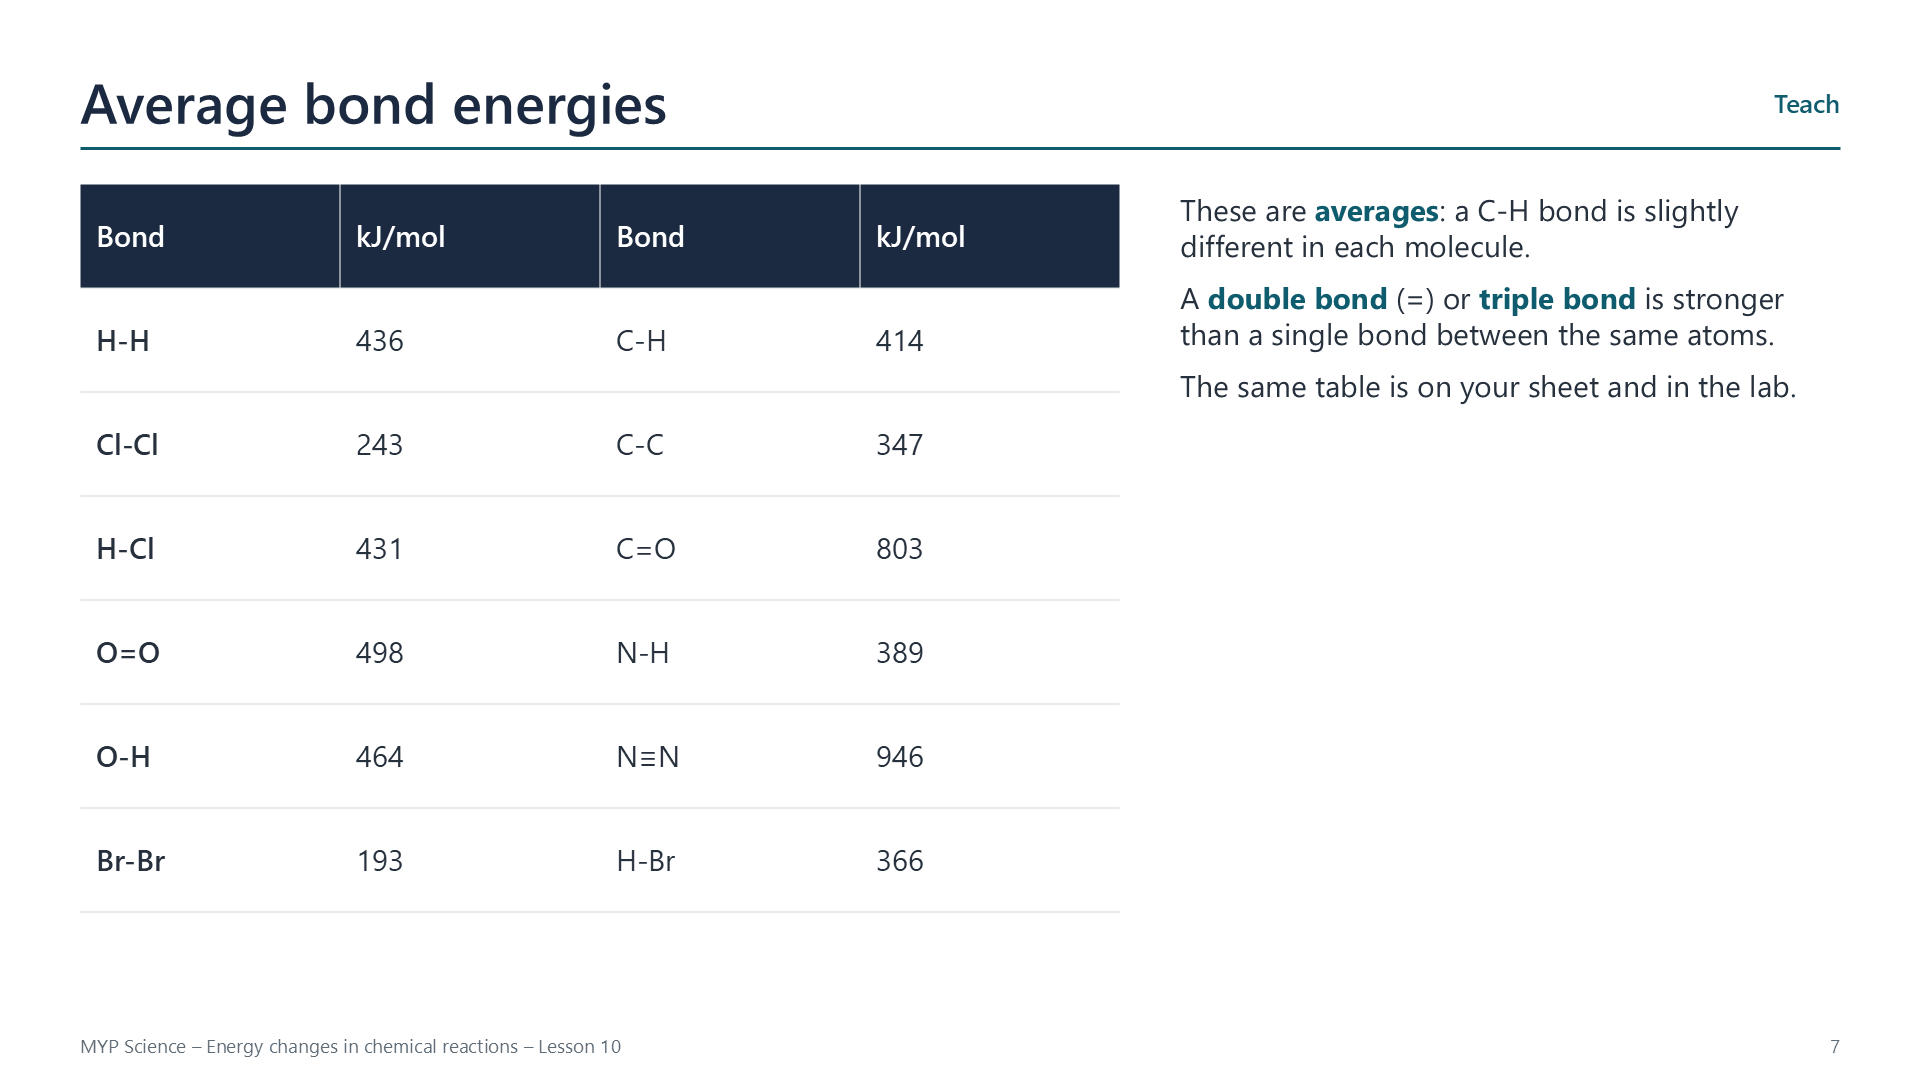 Average bond energies
Teach
Bond kJ/mol Bond kJ/mol
H-H 436 C-H 414
Cl-Cl 243 C-C 347
H-Cl 431 C=O 803
O=O 498 N-H 389
O-H 464 N≡N 946
Br-Br 193 H-Br 366
These are averages: a C-H bond is slightly
different in each molecule.
A double bond (=) or triple bond is stronger
than a single bond between the same atoms.
The same table is on your sheet and in the lab.
MYP Science – Energy changes in chemical reactions – Lesson 10
7